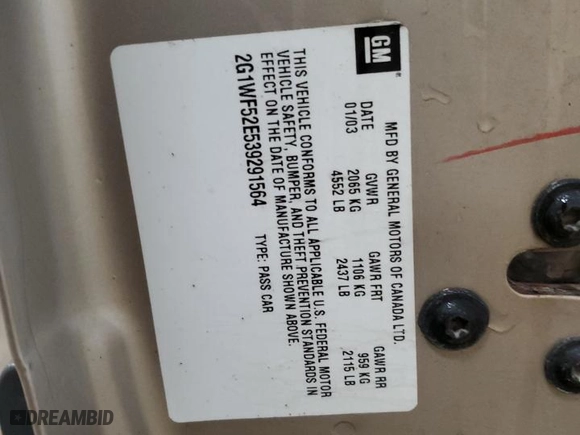 GM
MFD BY GENERAL MOTORS OF CANADA LTD.
DATE GVWR GAWR FRT GAWR RR
01/03 2065 KG 1106 KG 959 KG
4552 LB 2437 LB 2115 LB
THIS VEHICLE CONFORMS TO ALL APPLICABLE U.S. FEDERAL MOTOR
VEHICLE SAFETY, BUMPER, AND THEFT PREVENTION STANDARDS IN
EFFECT ON THE DATE OF MANUFACTURE SHOWN ABOVE.
2G1WF52E539291564 TYPE: PASS CAR
DREAMBID